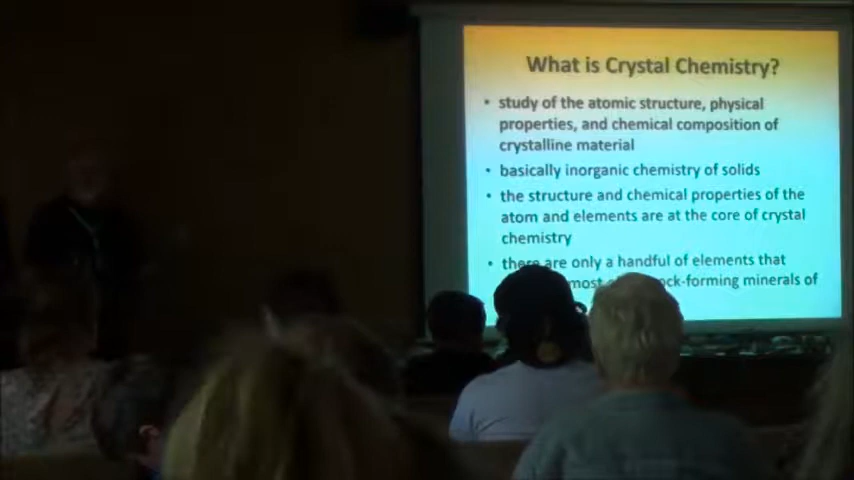 What is Crystal Chemistry?
• study of the atomic structure, physical
properties, and chemical composition of
crystalline material
• basically inorganic chemistry of solids
• the structure and chemical properties of the
atom and elements are at the core of crystal
chemistry
• there are only a handful of elements that
most rock-forming minerals of